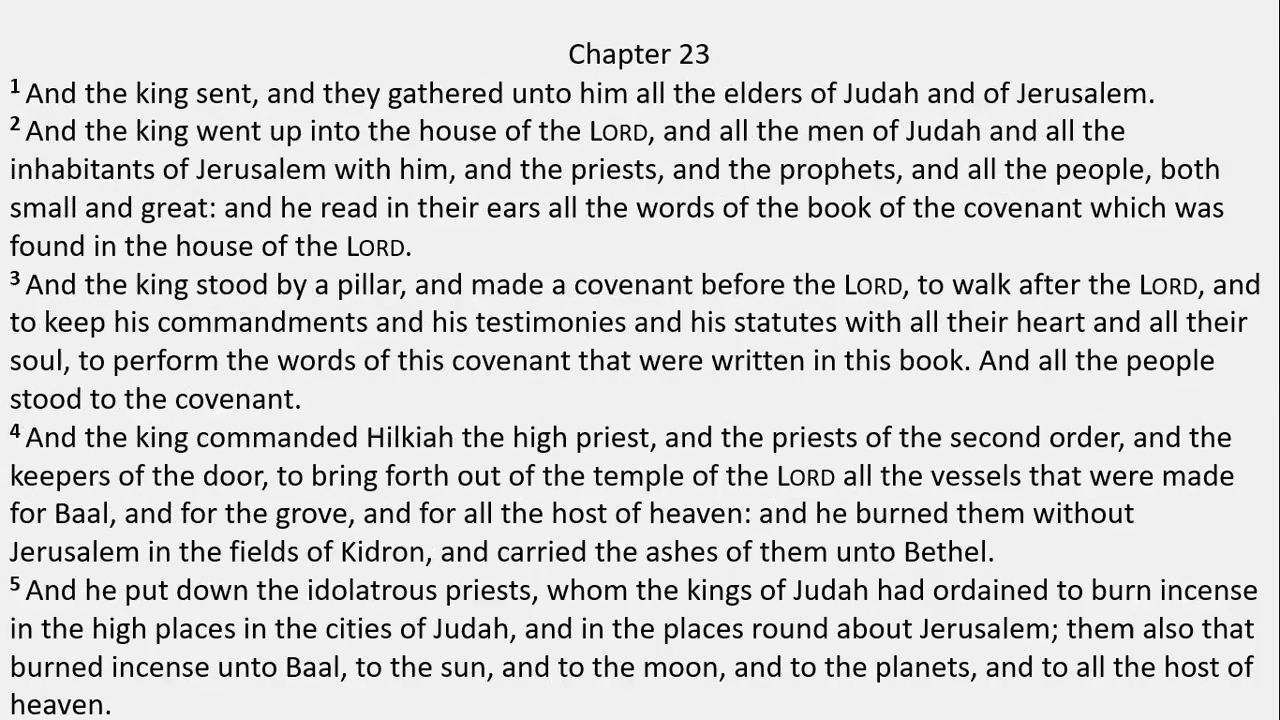 Chapter 23
1 And the king sent, and they gathered unto him all the elders of Judah and of Jerusalem.
2 And the king went up into the house of the LORD, and all the men of Judah and all the
inhabitants of Jerusalem with him, and the priests, and the prophets, and all the people, both
small and great: and he read in their ears all the words of the book of the covenant which was
found in the house of the LORD.
3 And the king stood by a pillar, and made a covenant before the LORD, to walk after the LORD, and
to keep his commandments and his testimonies and his statutes with all their heart and all their
soul, to perform the words of this covenant that were written in this book. And all the people
stood to the covenant.
4 And the king commanded Hilkiah the high priest, and the priests of the second order, and the
keepers of the door, to bring forth out of the temple of the LORD all the vessels that were made
for Baal, and for the grove, and for all the host of heaven: and he burned them without
Jerusalem in the fields of Kidron, and carried the ashes of them unto Bethel.
5 And he put down the idolatrous priests, whom the kings of Judah had ordained to burn incense
in the high places in the cities of Judah, and in the places round about Jerusalem; them also that
burned incense unto Baal, to the sun, and to the moon, and to the planets, and to all the host of
heaven.